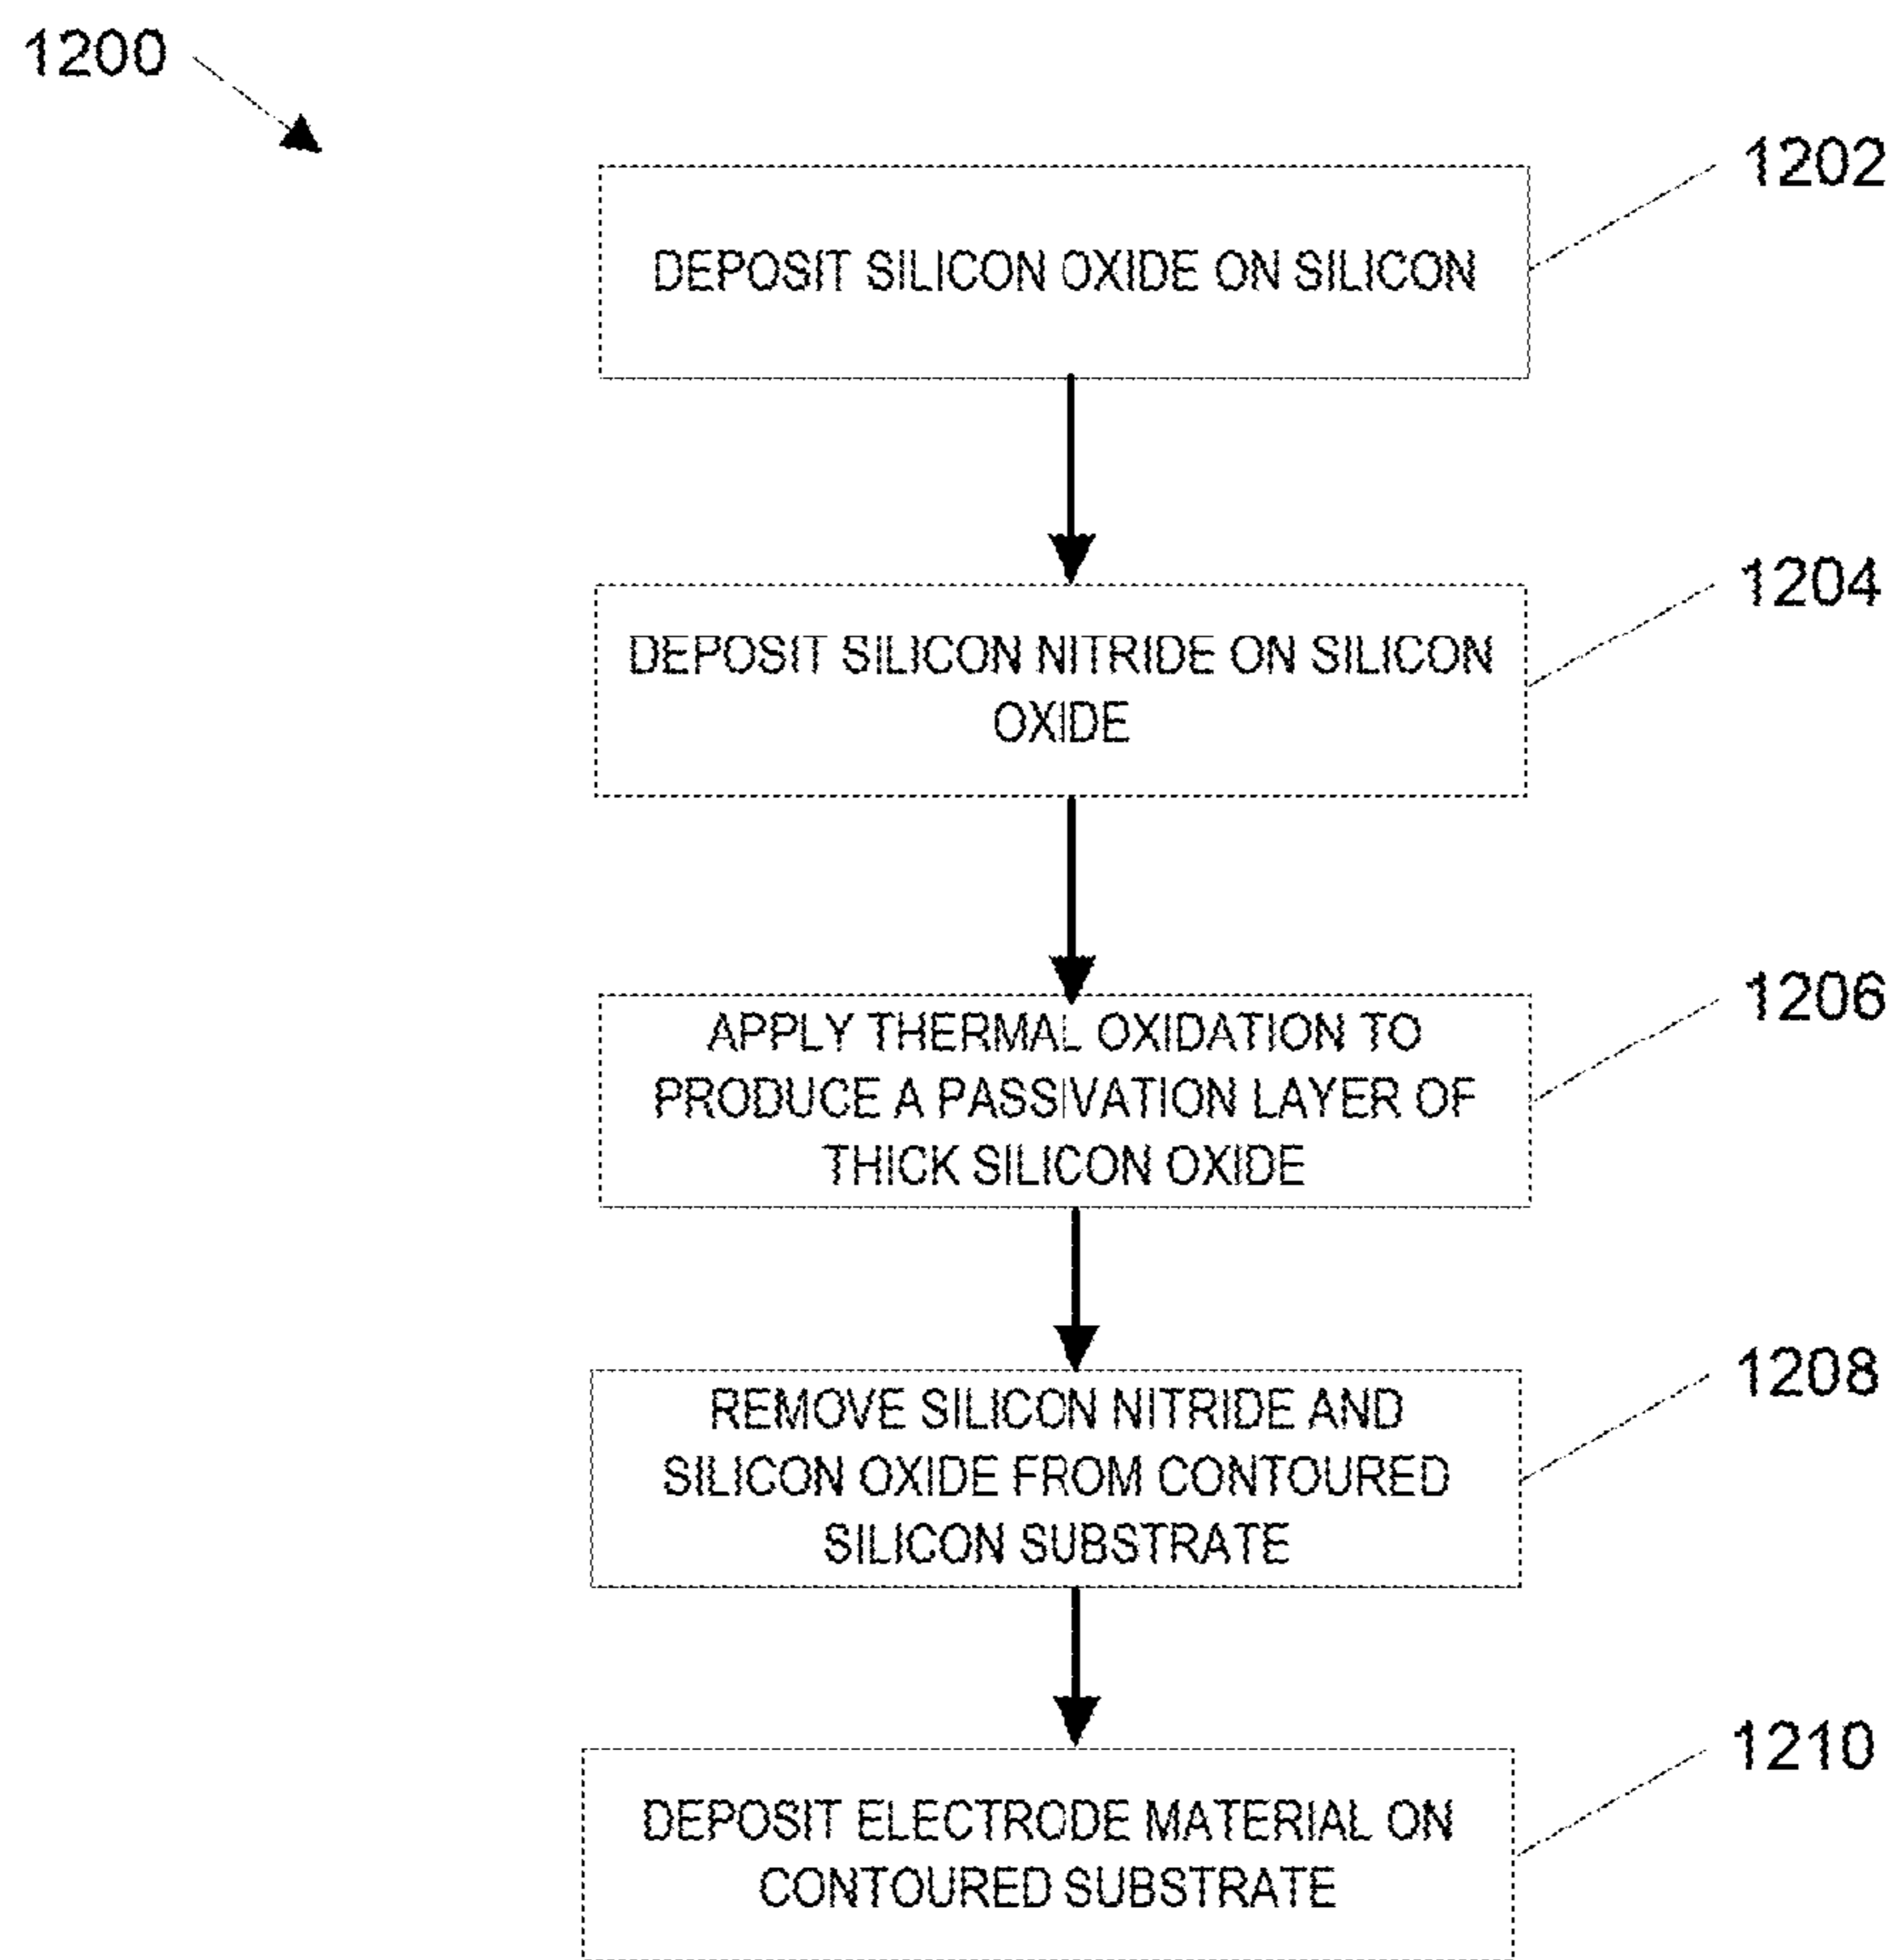 1200
1202
DEPOSIT SILICON OXIDE ON SILICON
1204
DEPOSIT SILICON NITRIDE ON SILICON
OXIDE
1206
APPLY THERMAL OXIDATION TO
PRODUCE A PASSIVATION LAYER OF
THICK SILICON OXIDE
1208
REMOVE SILICON NITRIDE AND
SILICON OXIDE FROM CONTOURED
SILICON SUBSTRATE
1210
DEPOSIT ELECTRODE MATERIAL ON
CONTOURED SUBSTRATE